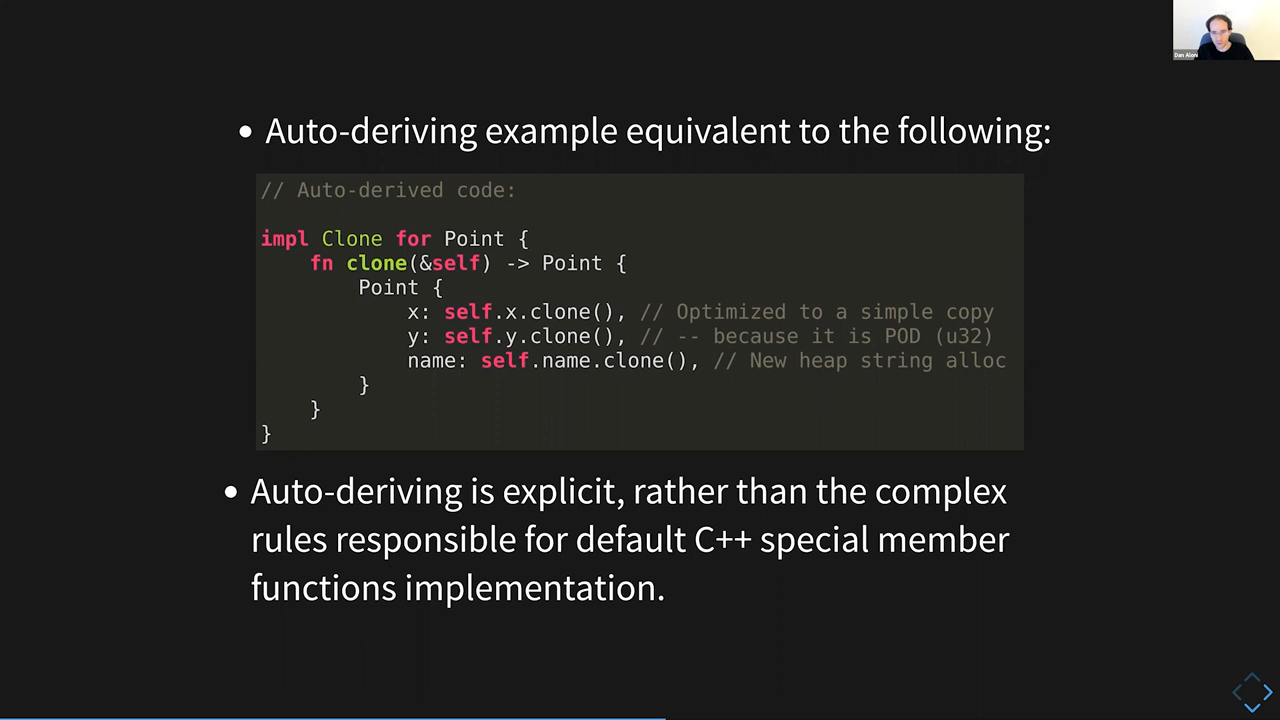 Dan Aloni
• Auto-deriving example equivalent to the following:
// Auto-derived code:
impl Clone for Point {
    fn clone(&self) -> Point {
        Point {
            x: self.x.clone(), // Optimized to a simple copy
            y: self.y.clone(), // -- because it is POD (u32)
            name: self.name.clone(), // New heap string alloc
        }
    }
}
• Auto-deriving is explicit, rather than the complex
rules responsible for default C++ special member
functions implementation.